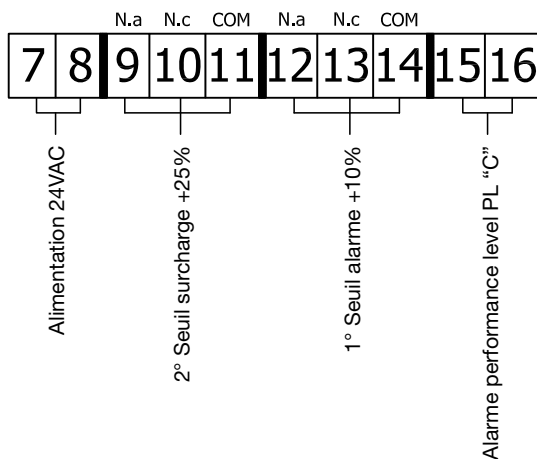 N.a N.c COM N.a N.c COM
7 8 9 10 11 12 13 14 15 16
Alimentation 24VAC
2° Seuil surcharge +25%
1° Seuil alarme +10%
Alarme performance level PL “C”